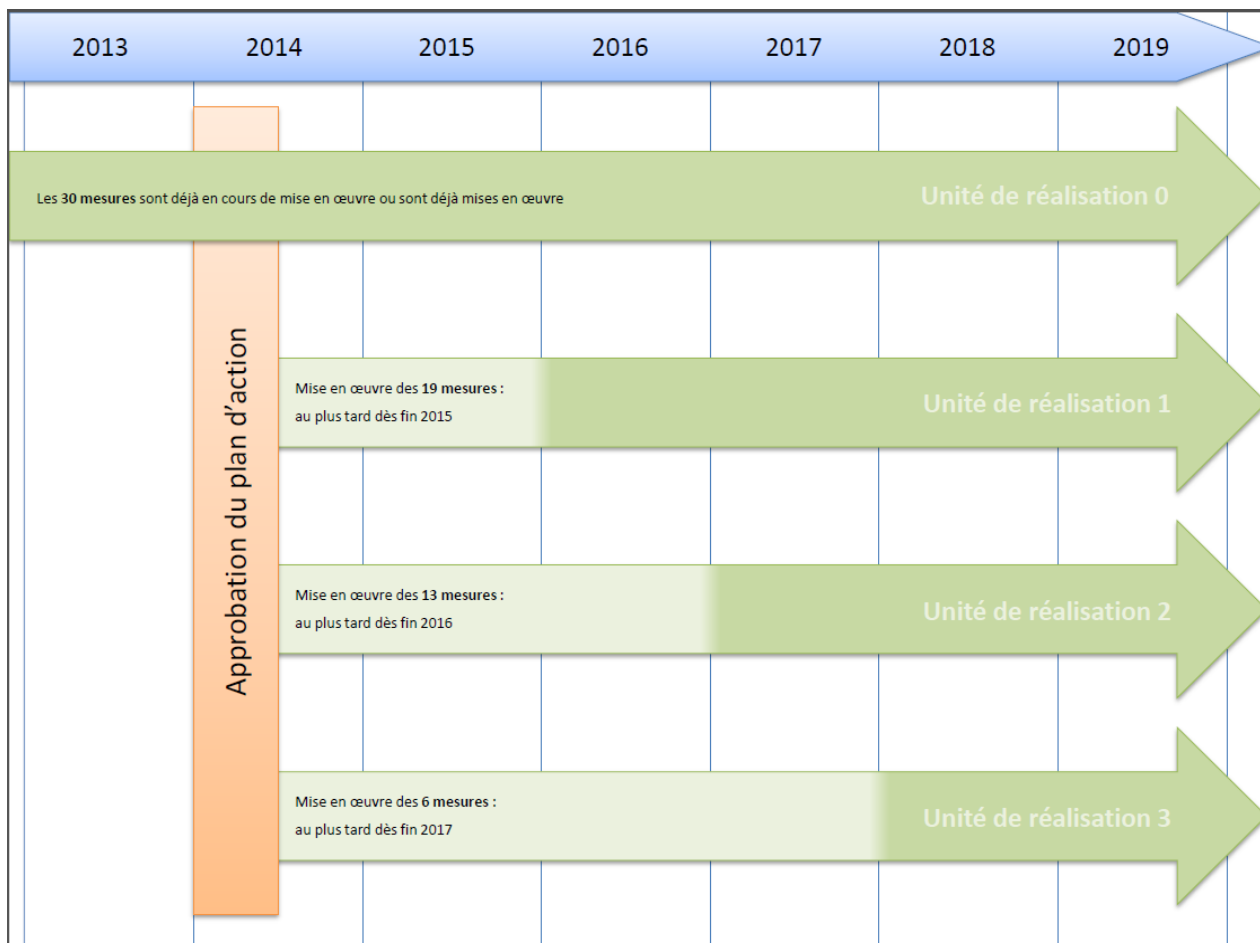 2013 2014 2015 2016 2017 2018 2019
Les 30 mesures sont déjà en cours de mise en œuvre ou sont déjà mises en œuvre
Unité de réalisation 0
Approbation du plan d'action
Mise en œuvre des 19 mesures :
au plus tard dès fin 2015
Unité de réalisation 1
Mise en œuvre des 13 mesures :
au plus tard dès fin 2016
Unité de réalisation 2
Mise en œuvre des 6 mesures :
au plus tard dès fin 2017
Unité de réalisation 3